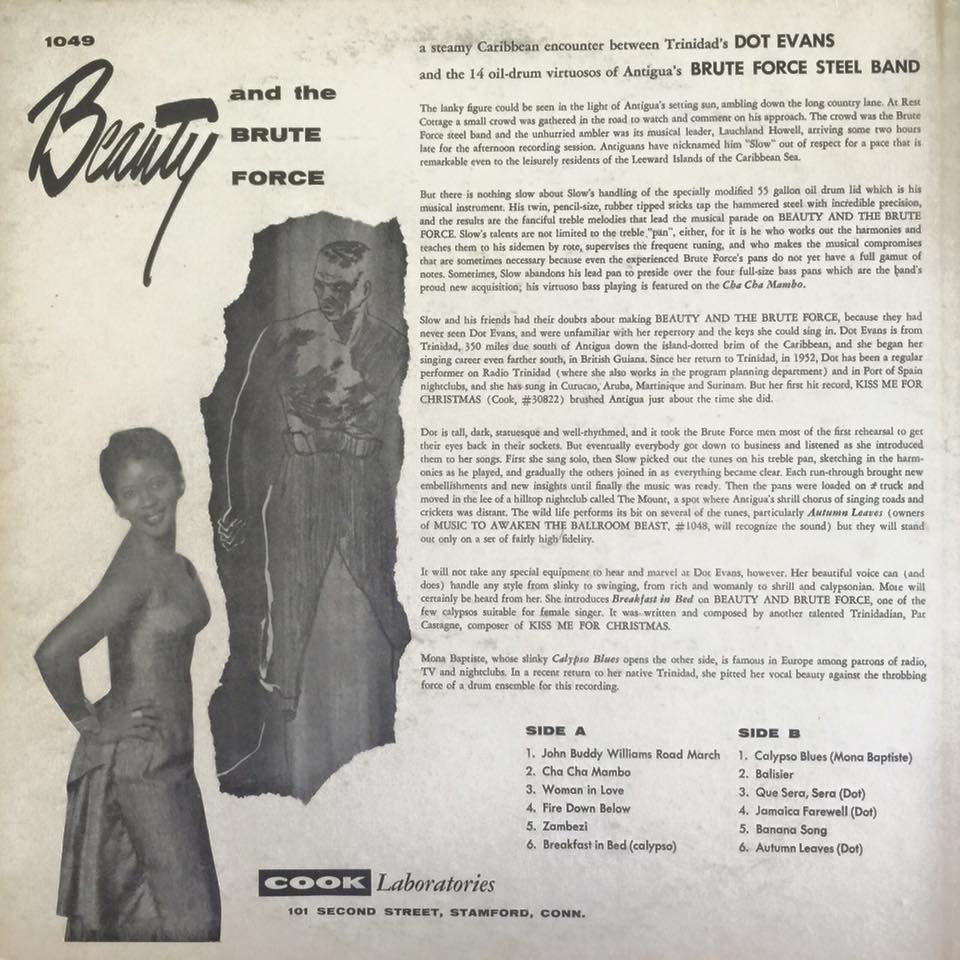 1049
Beauty
and the
BRUTE
FORCE
a steamy Caribbean encounter between Trinidad's DOT EVANS
and the 14 oil-drum virtuosos of Antigua's BRUTE FORCE STEEL BAND
The lanky figure could be seen in the light of Antigua's setting sun, ambling down the long country lane. At Rest
Cottage a small crowd was gathered in the road to watch and comment on his approach. The crowd was the Brute
Force steel band and the unhurried ambler was its musical leader, Lauchland Howell, arriving some two hours
late for the afternoon recording session. Antiguans have nicknamed him "Slow" out of respect for a pace that is
remarkable even to the leisurely residents of the Leeward Islands of the Caribbean Sea.
But there is nothing slow about Slow's handling of the specially modified 55 gallon oil drum lid which is his
musical instrument. His twin, pencil-size, rubber tipped sticks tap the hammered steel with incredible precision,
and the results are the fanciful treble melodies that lead the musical parade on BEAUTY AND THE BRUTE
FORCE. Slow's talents are not limited to the treble "pan", either, for it is he who works out the harmonies and
teaches them to his sidemen by rote, supervises the frequent tuning, and who makes the musical compromises
that are sometimes necessary because even the experienced Brute Force's pans do not yet have a full gamut of
notes. Sometimes, Slow abandons his lead pan to preside over the four full-size bass pans which are the band's
proud new acquisition; his virtuoso bass playing is featured on the Cha Cha Mambo.
Slow and his friends had their doubts about making BEAUTY AND THE BRUTE FORCE, because they had
never seen Dot Evans, and were unfamiliar with her repertory and the keys she could sing in. Dot Evans is from
Trinidad, 350 miles due south of Antigua down the island-dotted brim of the Caribbean, and she began her
singing career even farther south, in British Guiana. Since her return to Trinidad, in 1952, Dot has been a regular
performer on Radio Trinidad (where she also works in the program planning department) and in Port of Spain
nightclubs, and she has sung in Curucao, Aruba, Martinique and Surinam. But her first hit record, KISS ME FOR
CHRISTMAS (Cook, #30822) brushed Antigua just about the time she did.
Dot is tall, dark, statuesque and well-rhythmed, and it took the Brute Force men most of the first rehearsal to get
their eyes back in their sockets. But eventually everybody got down to business and listened as she introduced
them to her songs. First she sang solo, then Slow picked out the tunes on his treble pan, sketching in the harm-
onies as he played, and gradually the others joined in as everything became clear. Each run-through brought new
embellishments and new insights until finally the music was ready. Then the pans were loaded on a truck and
moved in the lee of a hilltop nightclub called The Mount, a spot where Antigua's shrill chorus of singing toads and
crickets was distant. The wild life performs its bit on several of the tunes, particularly Autumn Leaves (owners
of MUSIC TO AWAKEN THE BALLROOM BEAST, #1048, will recognize the sound) but they will stand
out only on a set of fairly high fidelity.
It will not take any special equipment to hear and marvel at Dot Evans, however. Her beautiful voice can (and
does) handle any style from slinky to swinging, from rich and womanly to shrill and calypsonian. More will
certainly be heard from her. She introduces Breakfast in Bed on BEAUTY AND BRUTE FORCE, one of the
few calypsos suitable for female singer. It was written and composed by another talented Trinidadian, Pat
Castagne, composer of KISS ME FOR CHRISTMAS.
Mona Baptiste, whose slinky Calypso Blues opens the other side, is famous in Europe among patrons of radio,
TV and nightclubs. In a recent return to her native Trinidad, she pitted her vocal beauty against the throbbing
force of a drum ensemble for this recording.
SIDE A
1. John Buddy Williams Road March
2. Cha Cha Mambo
3. Woman in Love
4. Fire Down Below
5. Zambezi
6. Breakfast in Bed (calypso)
SIDE B
1. Calypso Blues (Mona Baptiste)
2. Balisier
3. Que Sera, Sera (Dot)
4. Jamaica Farewell (Dot)
5. Banana Song
6. Autumn Leaves (Dot)
COOK Laboratories
101 SECOND STREET, STAMFORD, CONN.